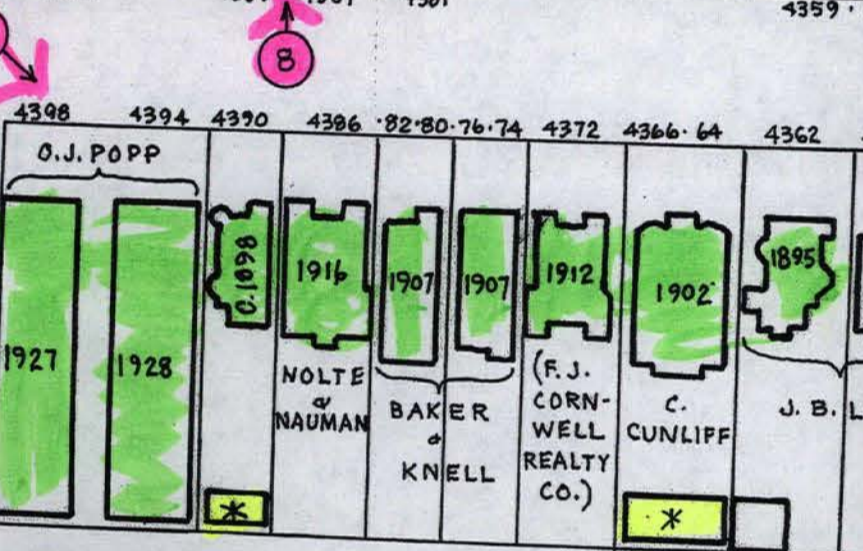 4359.
8
4398 4394 4390 4386 ·82·80·76·74 4372 4366·64 4362
O.J. POPP
1927
1928
C.1898
1916
1907
1907
1912
1902
1895
NOLTE
&
NAUMAN
BAKER
&
KNELL
(F.J.
CORN-
WELL
REALTY
CO.)
C.
CUNLIFF
J. B. L
*
*